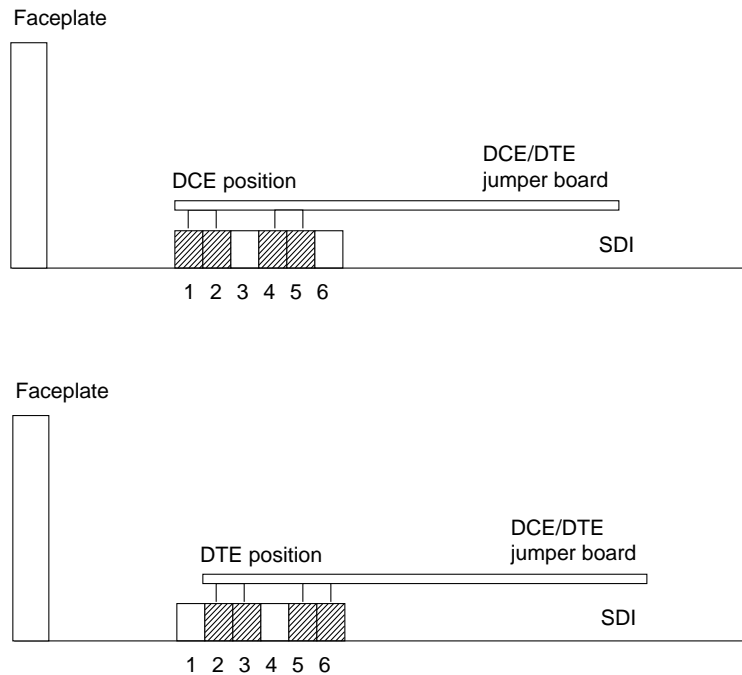 Faceplate
DCE/DTE
jumper board
DCE position
SDI
1 2 3 4 5 6
Faceplate
DCE/DTE
jumper board
DTE position
SDI
1 2 3 4 5 6